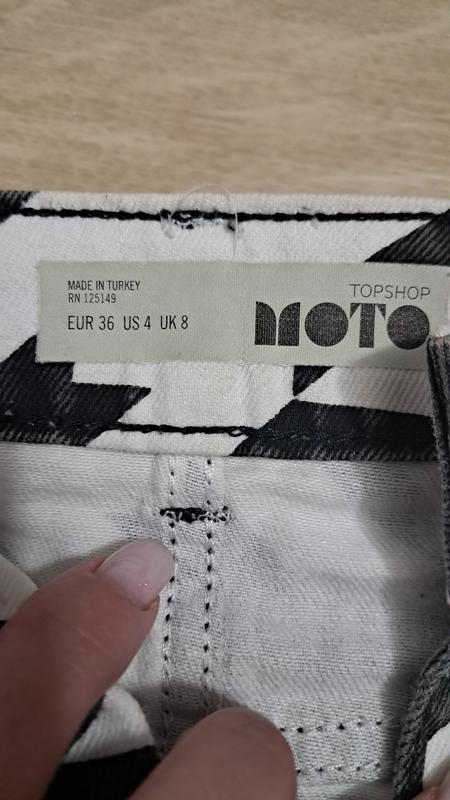 MADE IN TURKEY
RN 125149
EUR 36 US 4 UK 8
TOPSHOP
MOTO